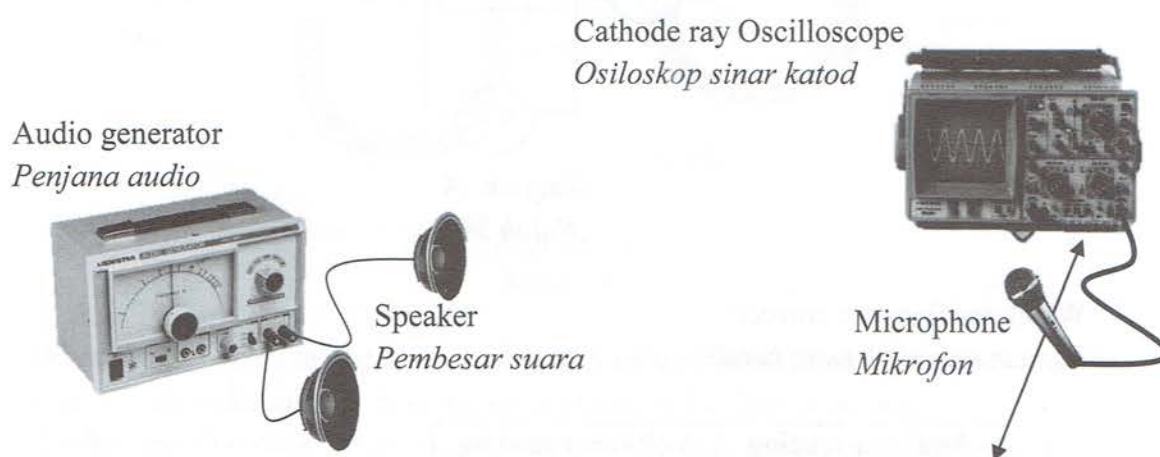 Cathode ray Oscilloscope
Osiloskop sinar katod
Audio generator
Penjana audio
Speaker
Pembesar suara
Microphone
Mikrofon